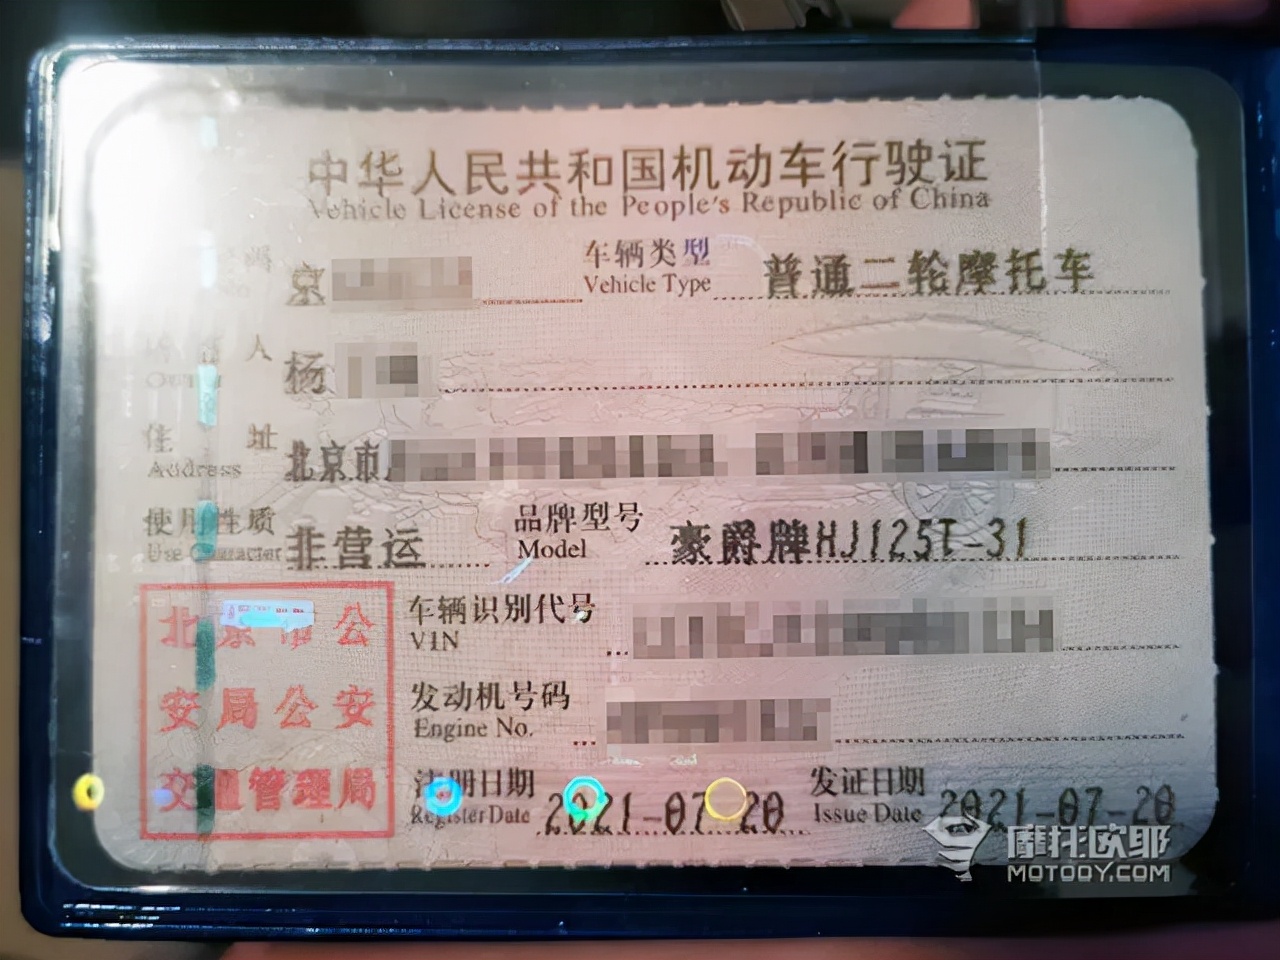 中华人民共和国机动车行驶证
Vehicle License of the People's Republic of China
京
车辆类型 普通二轮摩托车
Vehicle Type
人 杨
住 址 北京市
Address
使用性质 非营运 品牌型号 豪爵牌HJ125T-31
Use Character Model
车辆识别代号
VIN
发动机号码
Engine No.
北京市公
安局公安
交通管理局
注册日期 2021-07-20 发证日期 2021-07-20
Register Date Issue Date
摩托欧耶
MOTOOY.COM